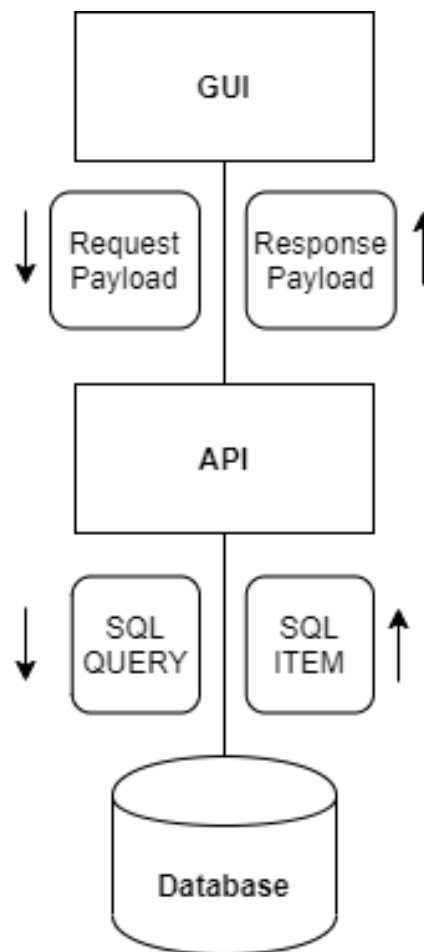 GUI
Request
Payload
Response
Payload
API
SQL
QUERY
SQL
ITEM
Database